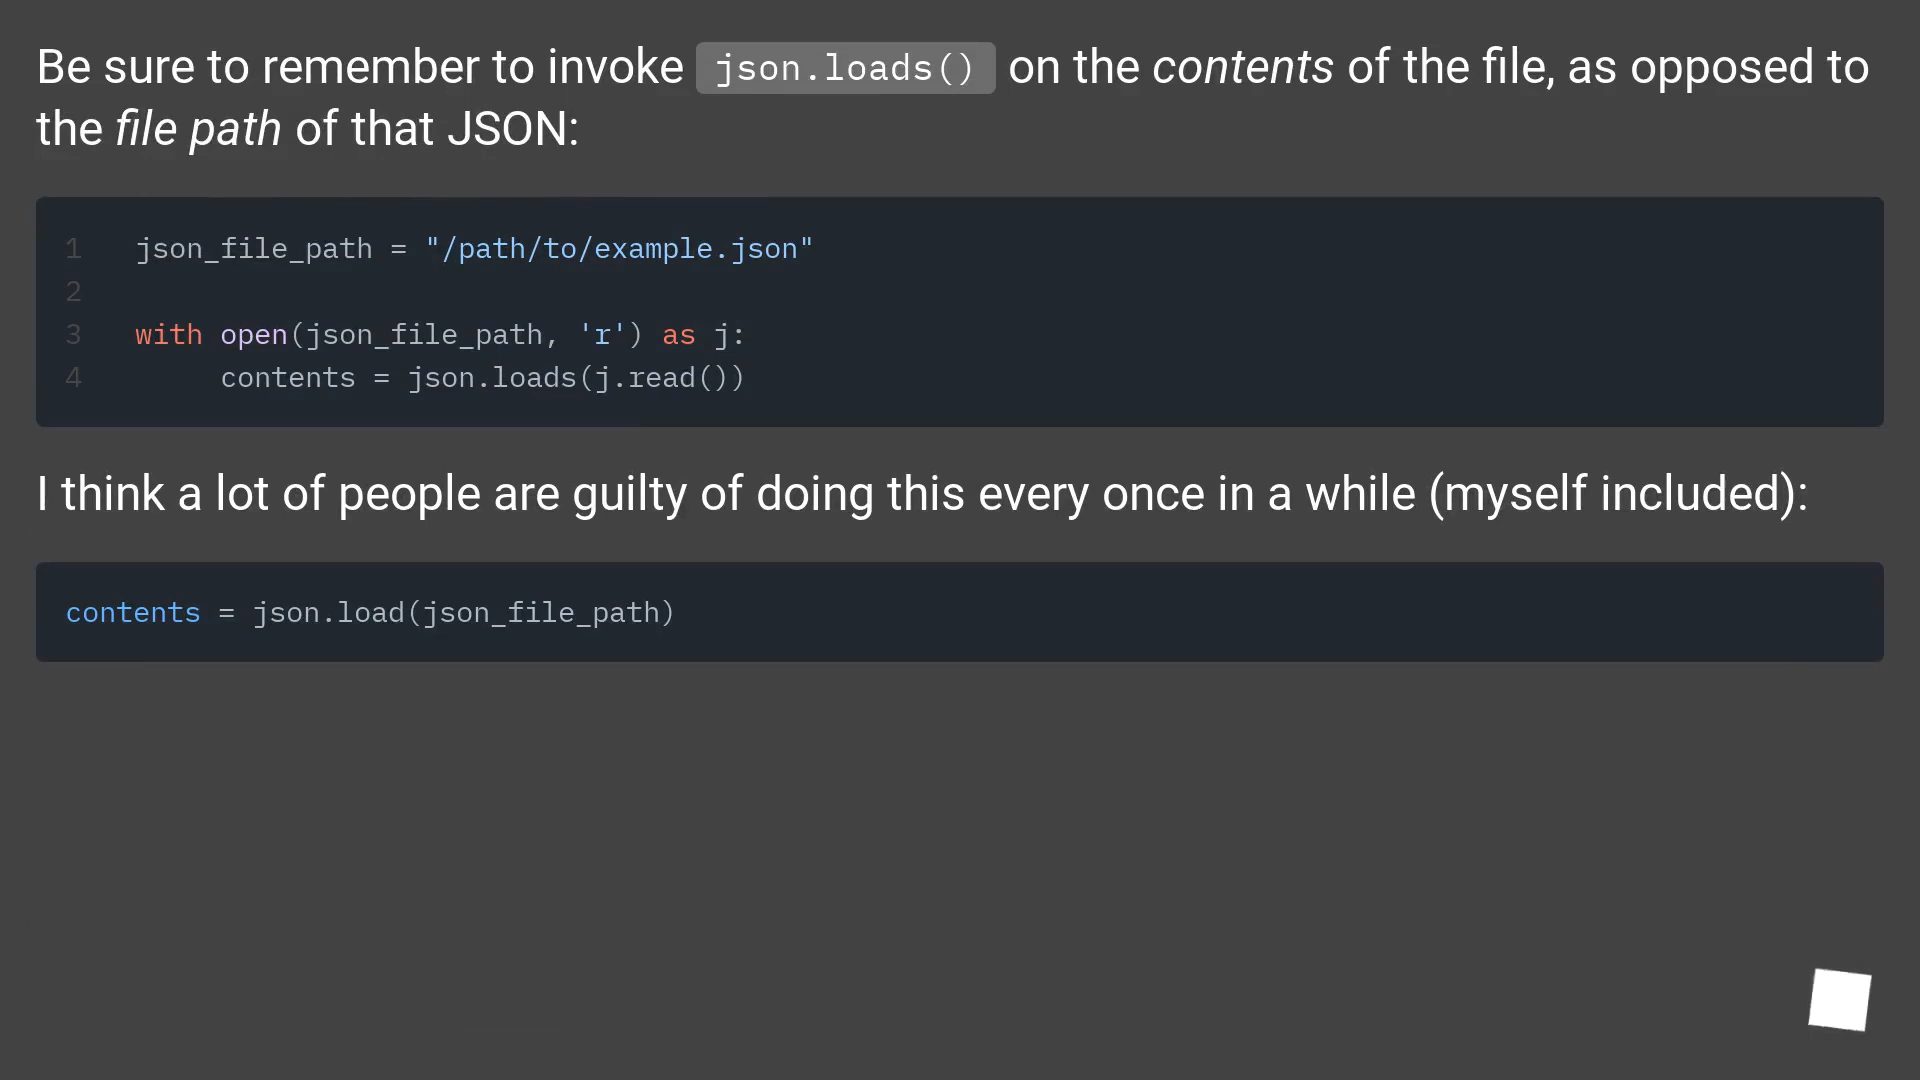 Be sure to remember to invoke json.loads() on the contents of the file, as opposed to
the file path of that JSON:
1 json_file_path = "/path/to/example.json"
2
3 with open(json_file_path, 'r') as j:
4 contents = json.loads(j.read())
I think a lot of people are guilty of doing this every once in a while (myself included):
contents = json.load(json_file_path)